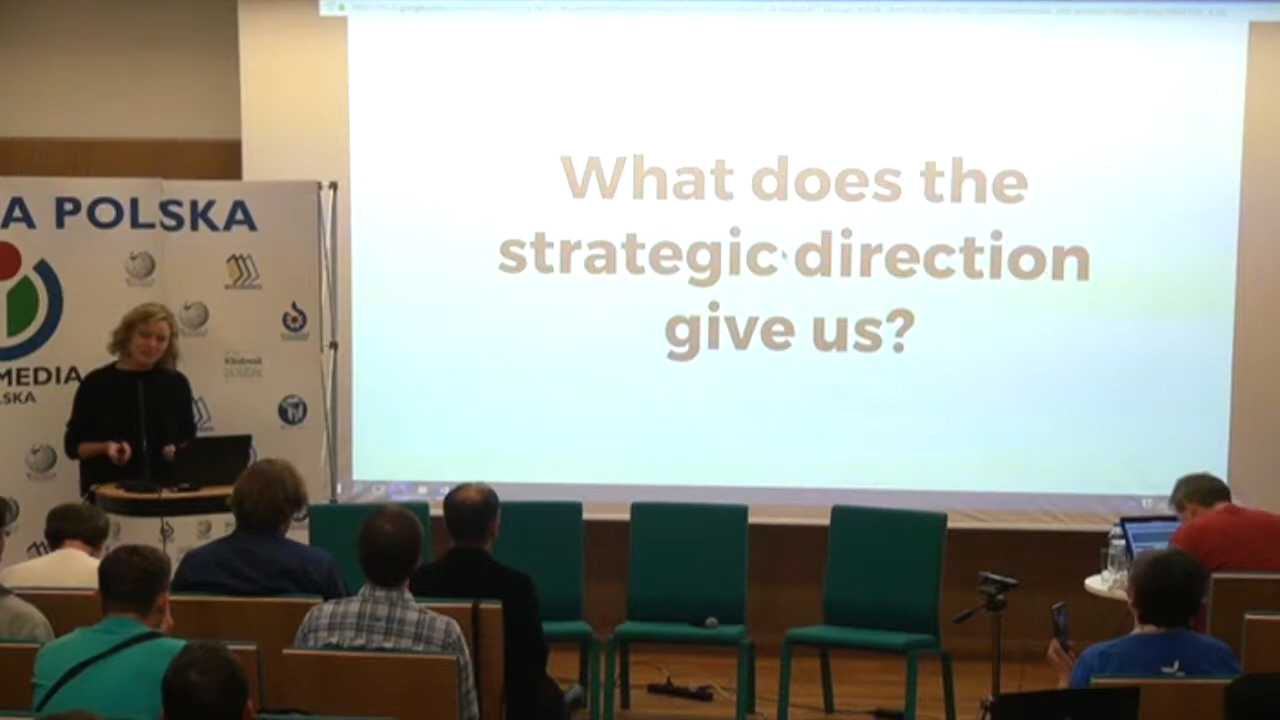 What does the
strategic direction
give us?
A POLSKA
MEDIA
LSKA